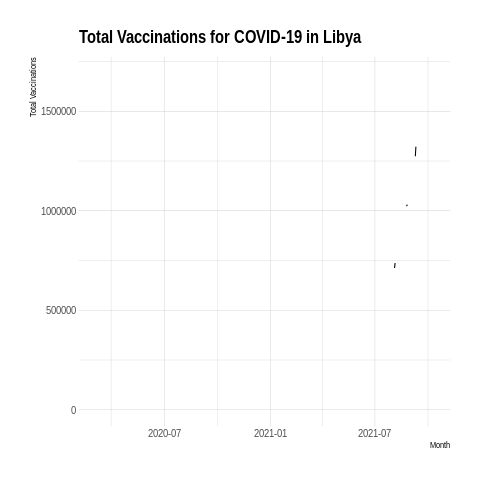 Total Vaccinations for COVID-19 in Libya
Total Vaccinations
1500000
1000000
500000
0
2020-07 2021-01 2021-07
Month